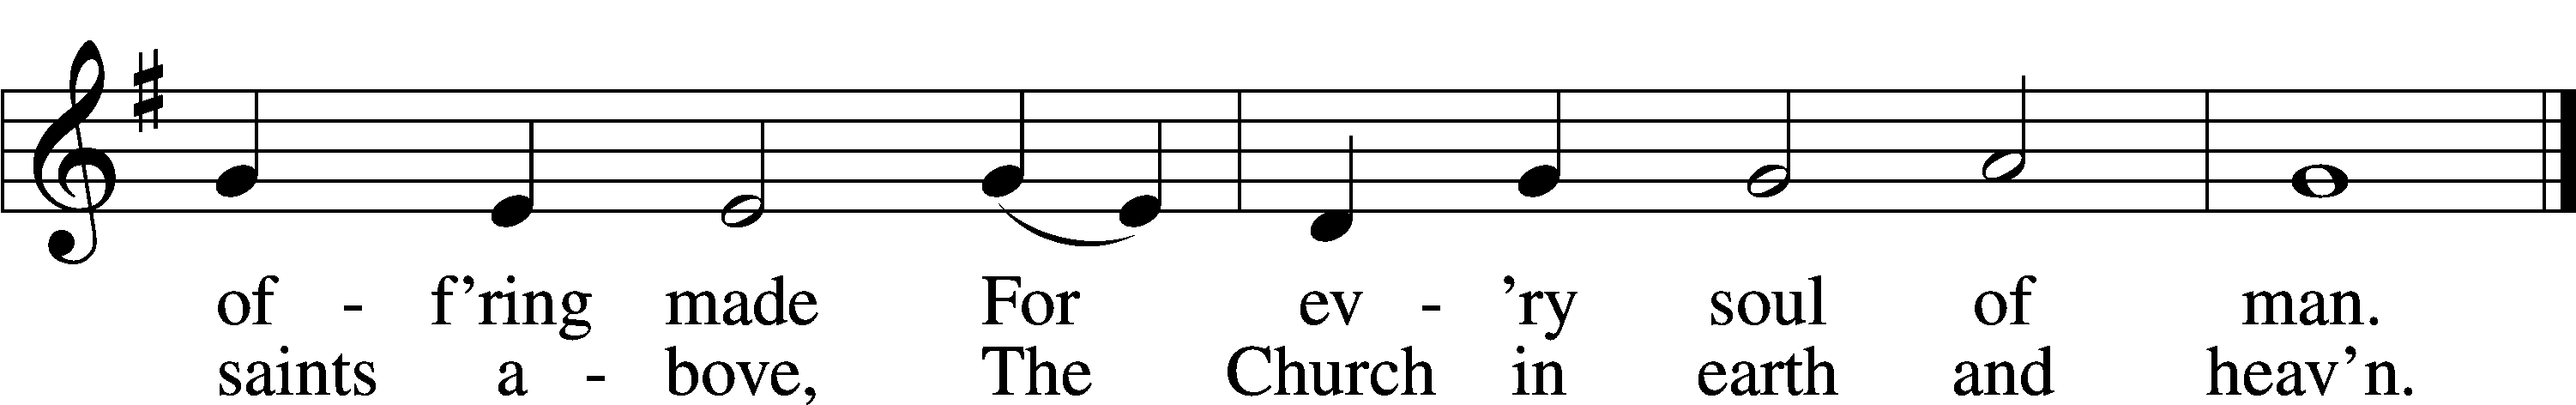 of - f’ring made For ev - ’ry soul of man.
saints a - bove, The Church in earth and heav’n.